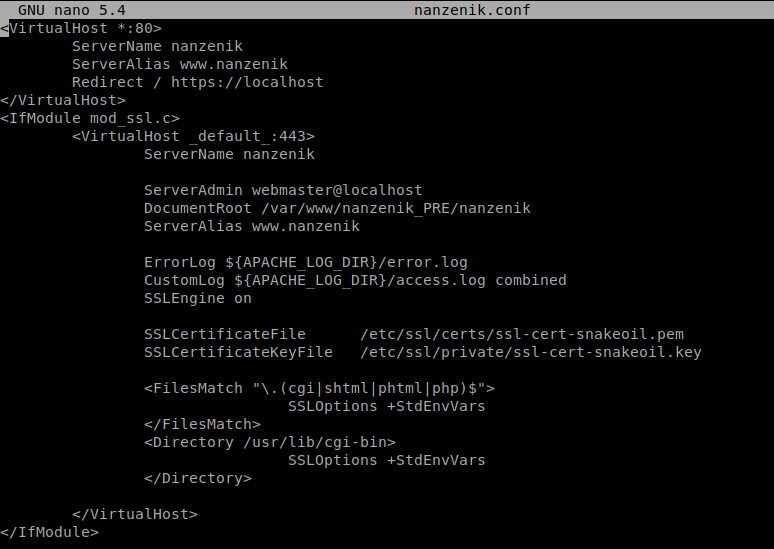 GNU nano 5.4 nanzenik.conf
<VirtualHost *:80>
ServerName nanzenik
ServerAlias www.nanzenik
Redirect / https://localhost
</VirtualHost>
<IfModule mod_ssl.c>
<VirtualHost _default_:443>
ServerName nanzenik
ServerAdmin webmaster@localhost
DocumentRoot /var/www/nanzenik_PRE/nanzenik
ServerAlias www.nanzenik
ErrorLog ${APACHE_LOG_DIR}/error.log
CustomLog ${APACHE_LOG_DIR}/access.log combined
SSLEngine on
SSLCertificateFile /etc/ssl/certs/ssl-cert-snakeoil.pem
SSLCertificateKeyFile /etc/ssl/private/ssl-cert-snakeoil.key
<FilesMatch "\.(cgi|shtml|phtml|php)$">
SSLOptions +StdEnvVars
</FilesMatch>
<Directory /usr/lib/cgi-bin>
SSLOptions +StdEnvVars
</Directory>
</VirtualHost>
</IfModule>